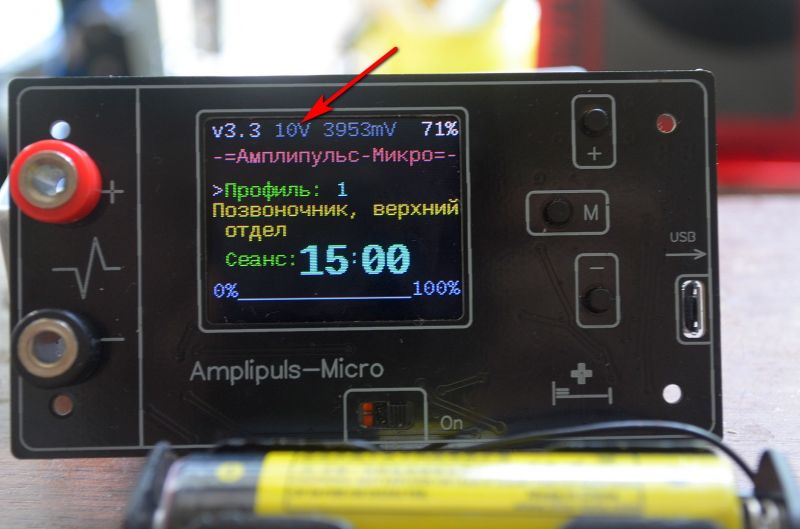 v3.3 10V 3953mV 71%
-=Амплипульс-Микро=-
>Профиль: 1
Позвоночник, верхний
отдел
Сеанс:15:00
0% 100%
+
-
+
M
-
USB
Amplipuls-Micro
On